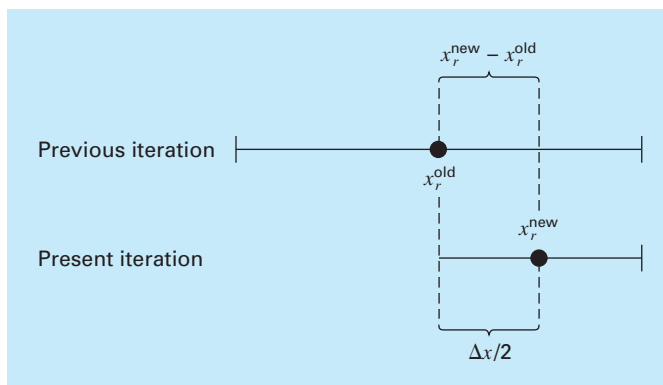 x_r^new – x_r^old
Previous iteration
x_r^old
x_r^new
Present iteration
Δx/2